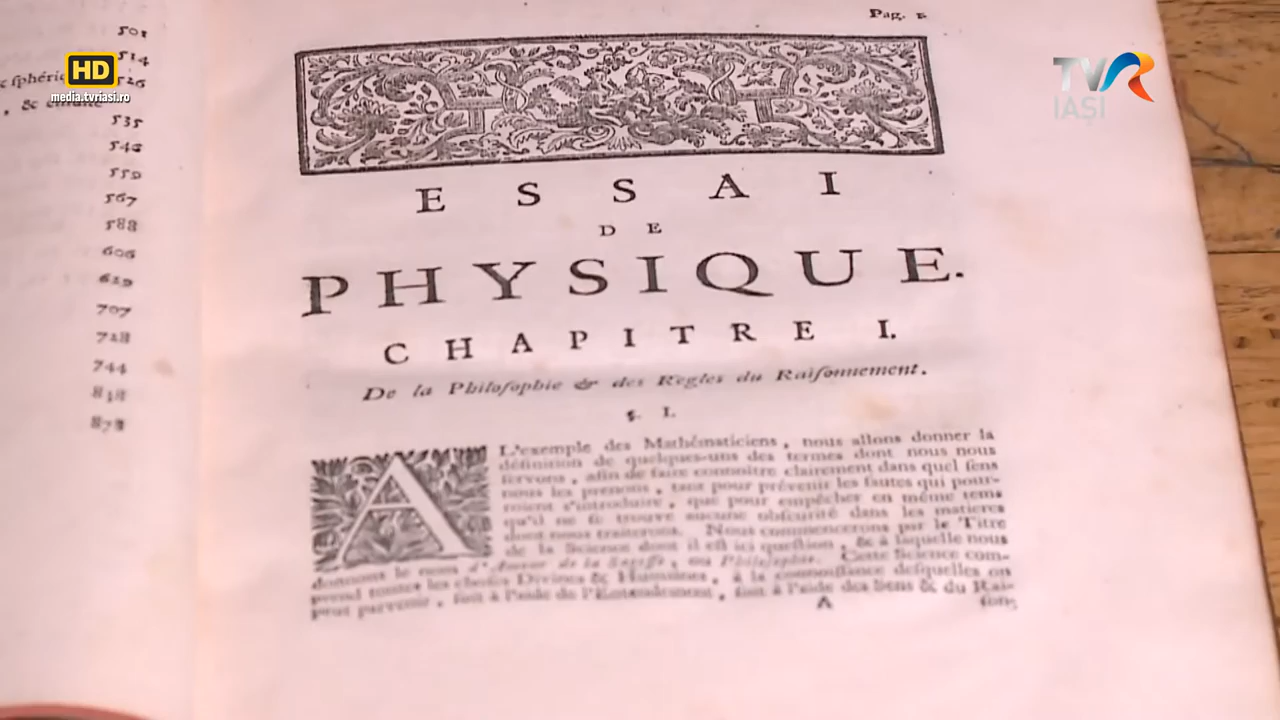 HD
media.tvriasi.ro
TVR
IAȘI
501
514
526
, & ensuite
535
546
559
567
588
606
619
707
728
744
818
878
Pag. 1
ESSAI
DE
PHYSIQUE.
CHAPITRE I.
De la Philoſophie & des Regles du Raiſonnement.
§. I.
A L'exemple des Mathématiciens, nous allons donner la
définition de quelques-uns des termes dont nous nous
ſervons, afin de faire connoitre clairement dans quel ſens
nous les prenons, tant pour prévenir les fautes qui pour-
roient s'introduire, que pour empêcher en même tems
qu'il ne ſe trouve aucune obſcurité dans les matieres
dont nous traiterons. Nous commencerons par le Titre
de la Science dont il eſt ici queſtion, & à laquelle nous
donnons le nom d'Amour de la Sageſſe, ou Philoſophie. Cette Science com-
prend toutes les choſes Divines & Humaines, à la connoiſſance deſquelles on
peut parvenir, ſoit à l'aide de l'Entendement, ſoit à l'aide des Sens & du Rai-
A ſon;